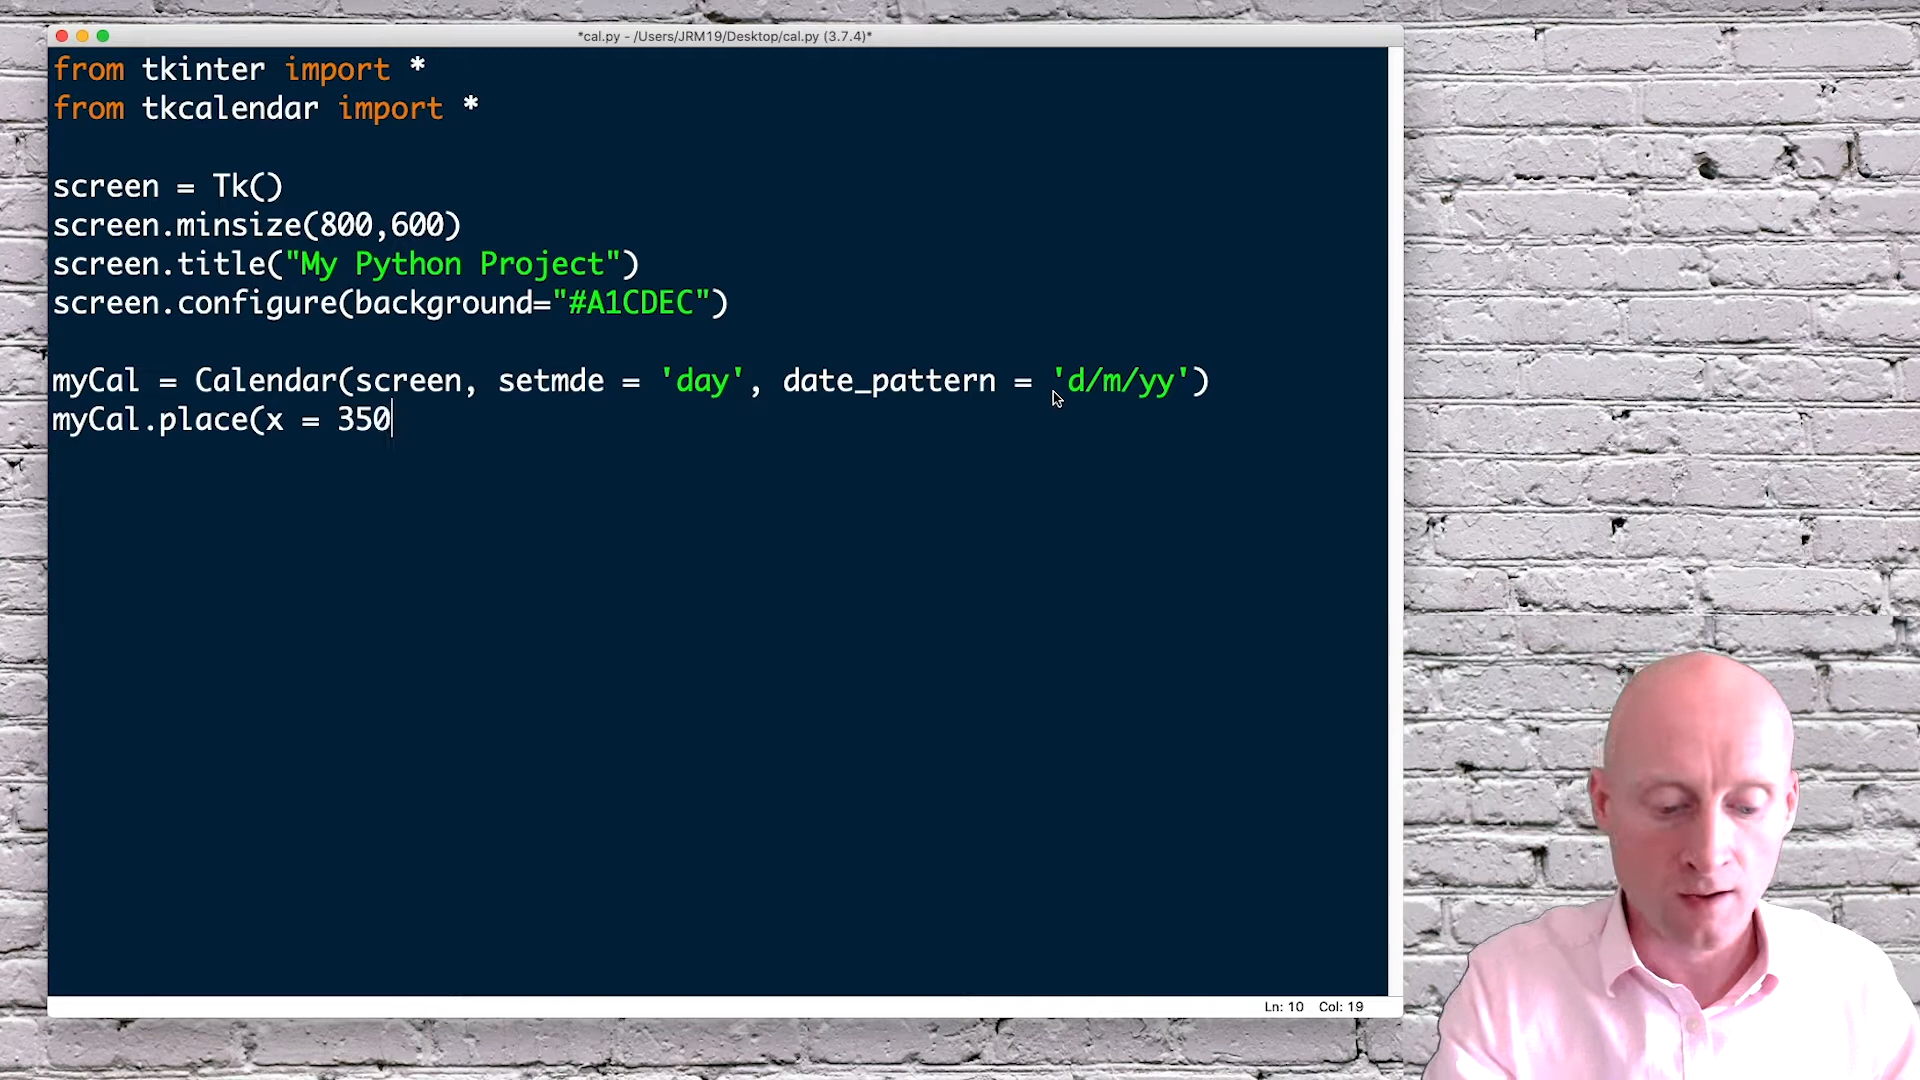 *cal.py - /Users/JRM19/Desktop/cal.py (3.7.4)*
from tkinter import *
from tkcalendar import *
screen = Tk()
screen.minsize(800,600)
screen.title("My Python Project")
screen.configure(background="#A1CDEC")
myCal = Calendar(screen, setmde = 'day', date_pattern = 'd/m/yy')
myCal.place(x = 350
Ln: 10 Col: 19